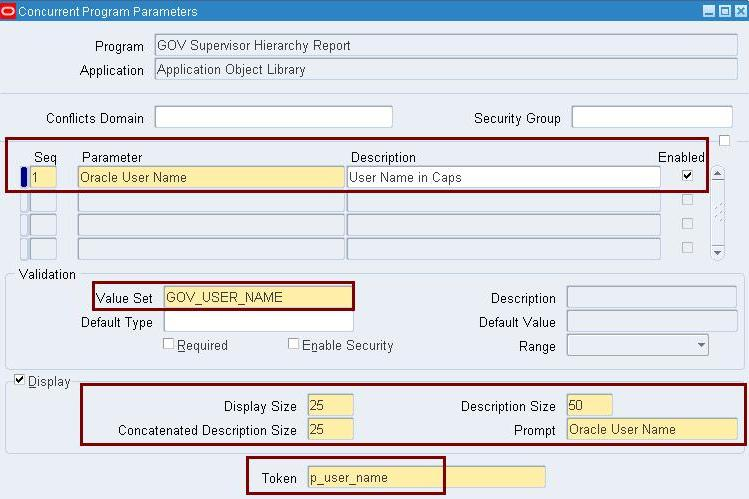 Concurrent Program Parameters
Program GOV Supervisor Hierarchy Report
Application Application Object Library
Conflicts Domain Security Group
Seq Parameter Description Enabled
1 Oracle User Name User Name in Caps
Validation
Value Set GOV_USER_NAME Description
Default Type Default Value
Required Enable Security Range
Display
Display Size 25 Description Size 50
Concatenated Description Size 25 Prompt Oracle User Name
Token p_user_name